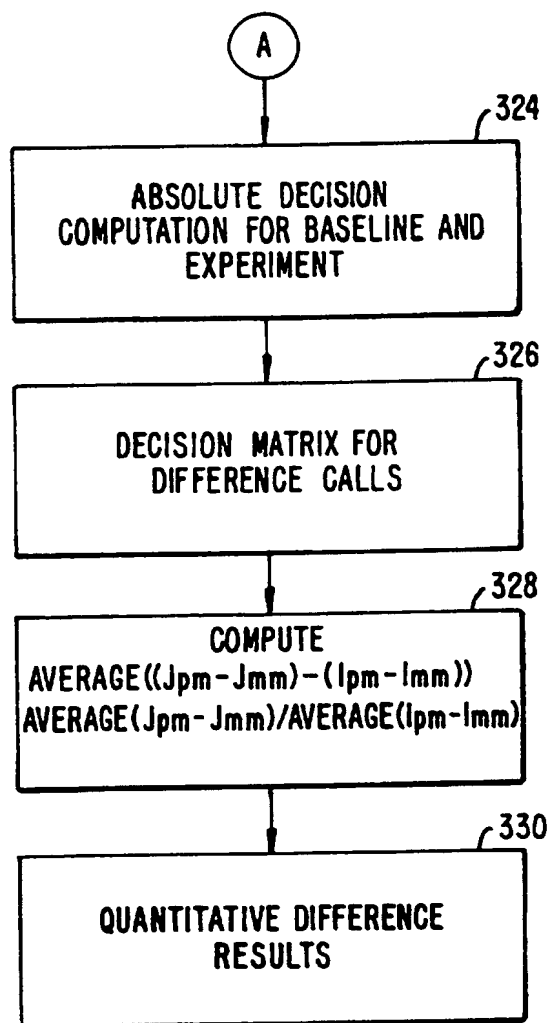 A
324
ABSOLUTE DECISION
COMPUTATION FOR BASELINE AND
EXPERIMENT
326
DECISION MATRIX FOR
DIFFERENCE CALLS
328
COMPUTE
AVERAGE((Jpm-Jmm)-(Ipm-Imm))
AVERAGE(Jpm-Jmm)/AVERAGE(Ipm-Imm)
330
QUANTITATIVE DIFFERENCE
RESULTS